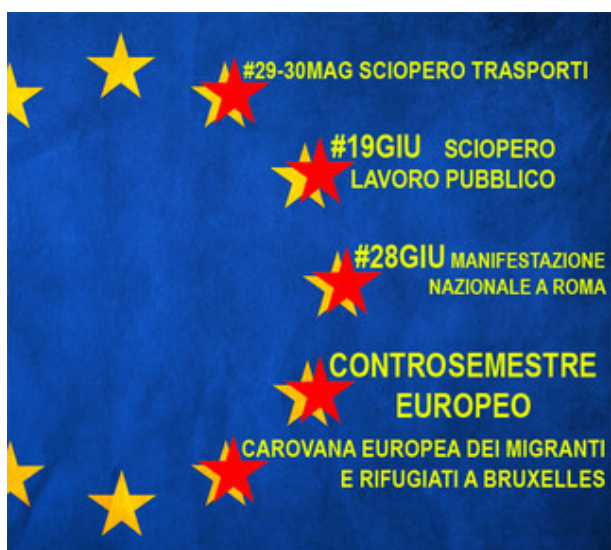 #29-30MAG SCIOPERO TRASPORTI
#19GIU SCIOPERO
LAVORO PUBBLICO
#28GIU MANIFESTAZIONE
NAZIONALE A ROMA
CONTROSEMESTRE
EUROPEO
CAROVANA EUROPEA DEI MIGRANTI
E RIFUGIATI A BRUXELLES